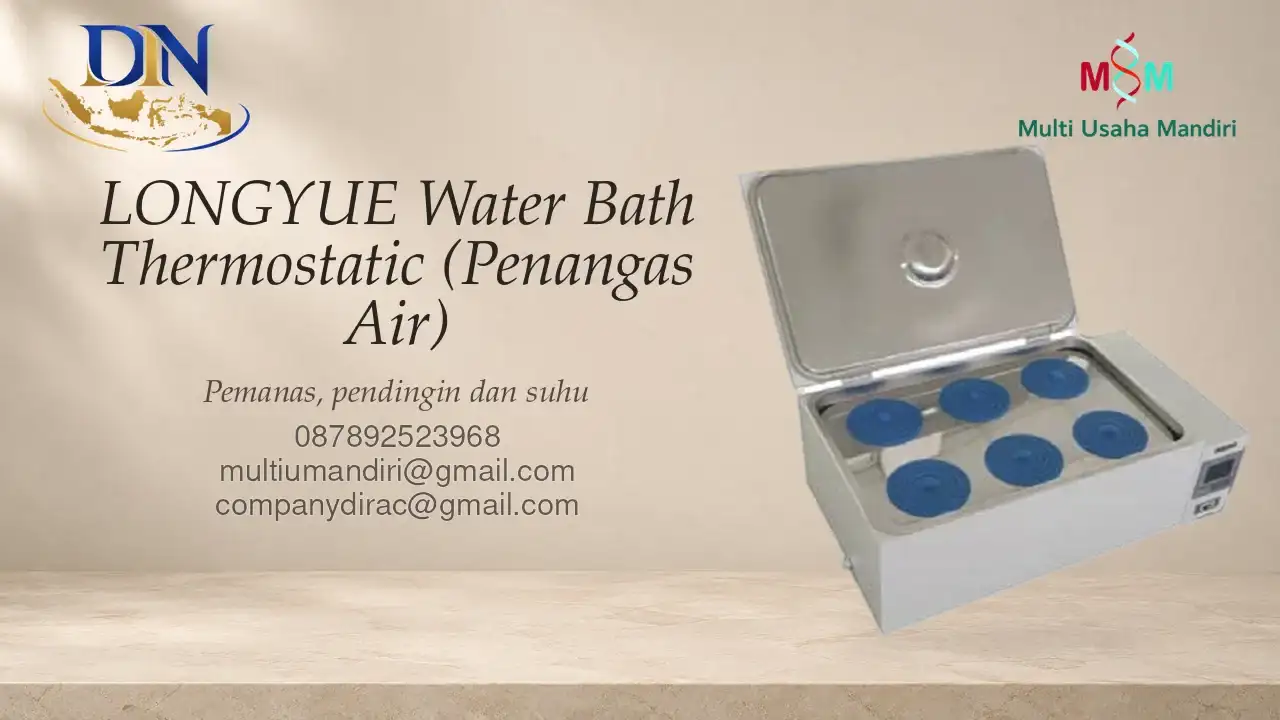 DN
MSM
Multi Usaha Mandiri
LONGYUE Water Bath
Thermostatic (Penangas
Air)
Pemanas, pendingin dan suhu
087892523968
multiumandiri@gmail.com
companydirac@gmail.com